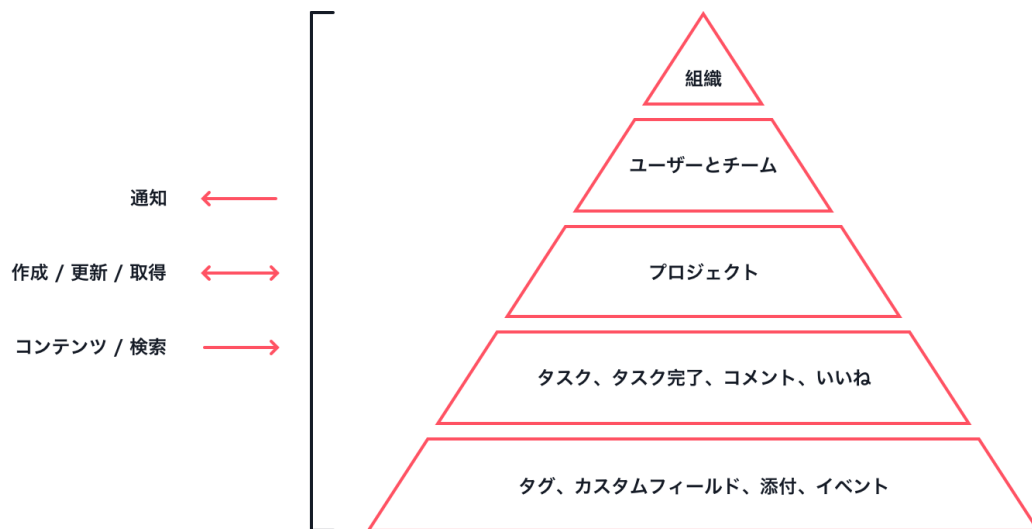 組織
ユーザーとチーム
通知
作成 / 更新 / 取得
プロジェクト
コンテンツ / 検索
タスク、タスク完了、コメント、いいね
タグ、カスタムフィールド、添付、イベント